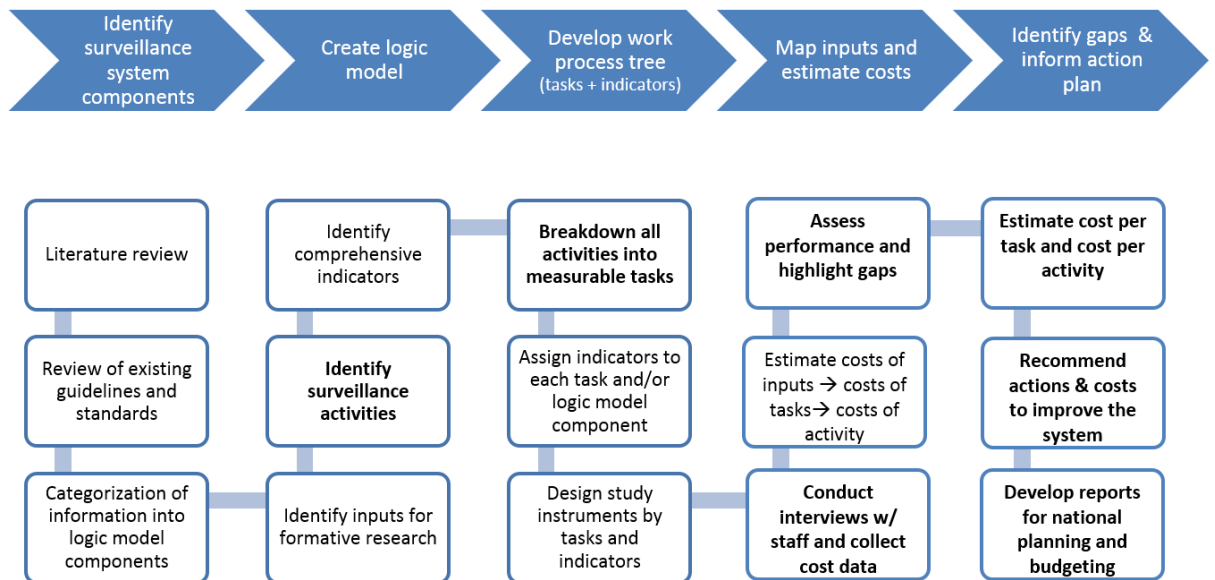 Identify
surveillance
system
components
Create logic
model
Develop work
process tree
(tasks + indicators)
Map inputs and
estimate costs
Identify gaps &
inform action
plan
Literature review
Review of existing
guidelines and
standards
Categorization of
information into
logic model
components
Identify
comprehensive
indicators
Identify
surveillance
activities
Identify inputs for
formative research
Breakdown all
activities into
measurable tasks
Assign indicators to
each task and/or
logic model
component
Design study
instruments by
tasks and
indicators
Assess
performance and
highlight gaps
Estimate costs of
inputs → costs of
tasks→ costs of
activity
Conduct
interviews w/
staff and collect
cost data
Estimate cost per
task and cost per
activity
Recommend
actions & costs
to improve the
system
Develop reports
for national
planning and
budgeting